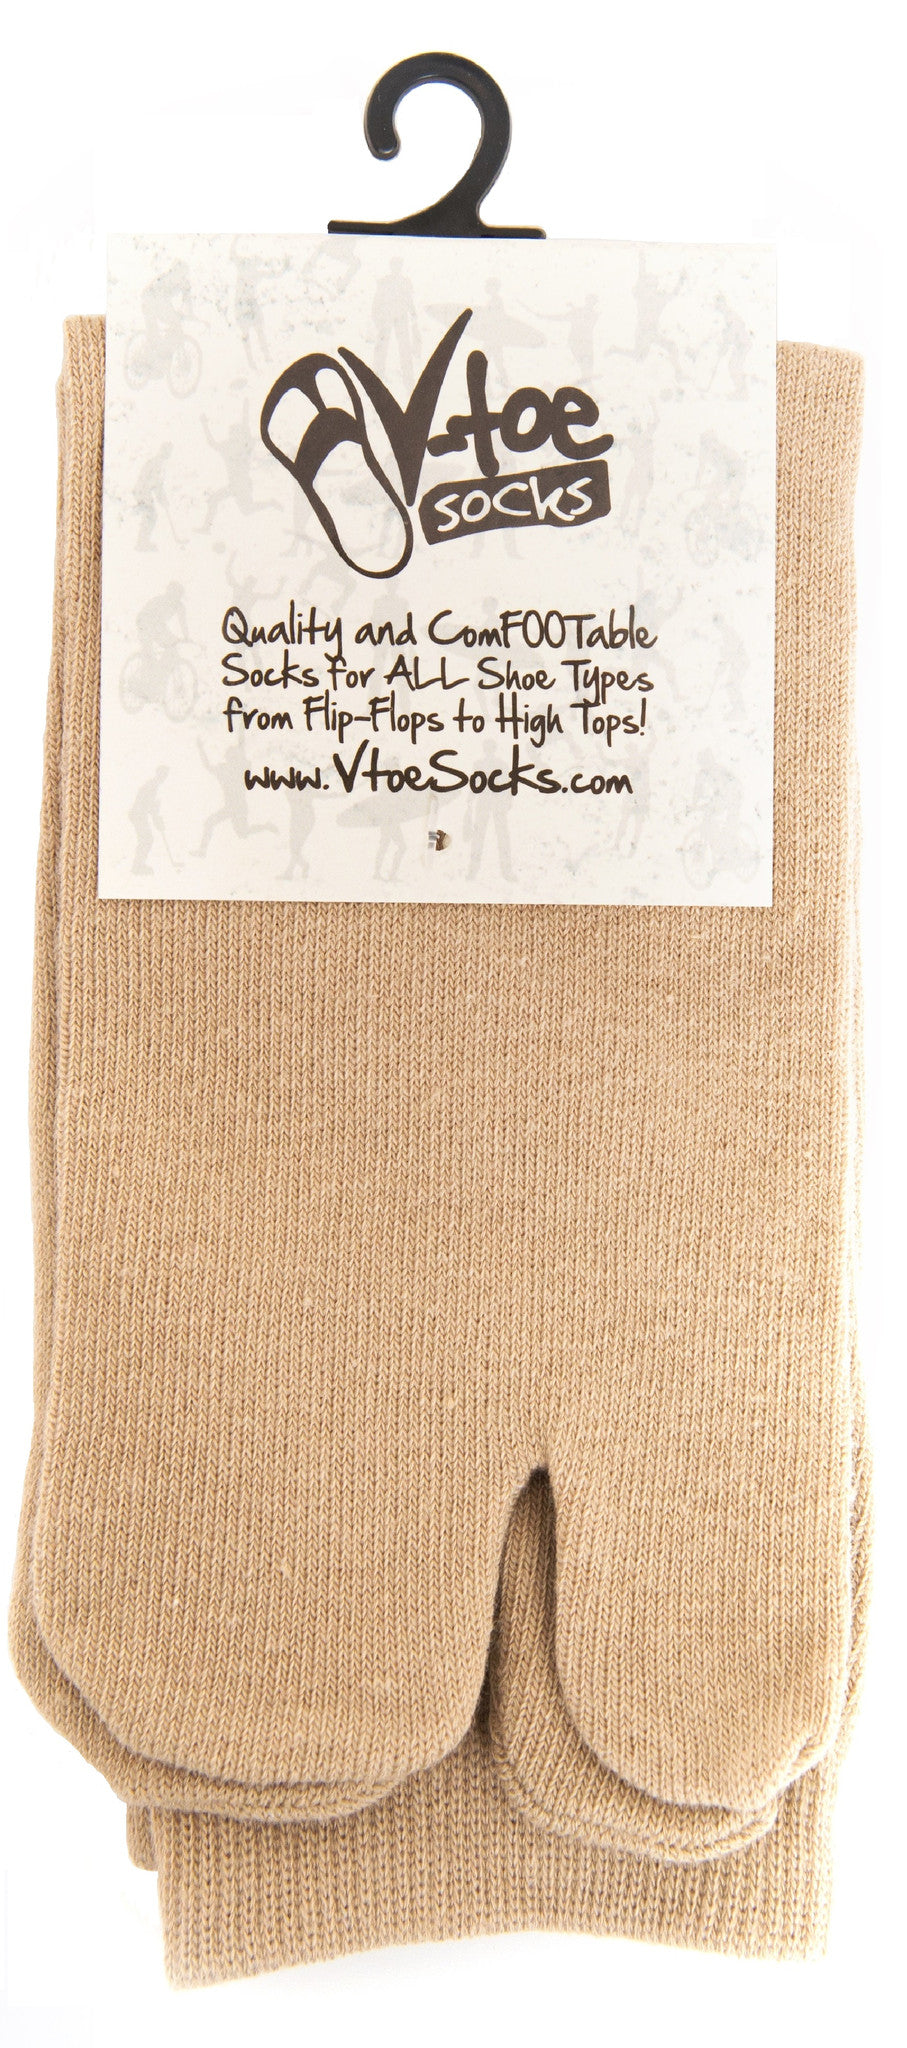 V-toe
socks
Quality and ComFOOTable
Socks for ALL Shoe Types
from Flip-Flops to High Tops!
www.VtoeSocks.com